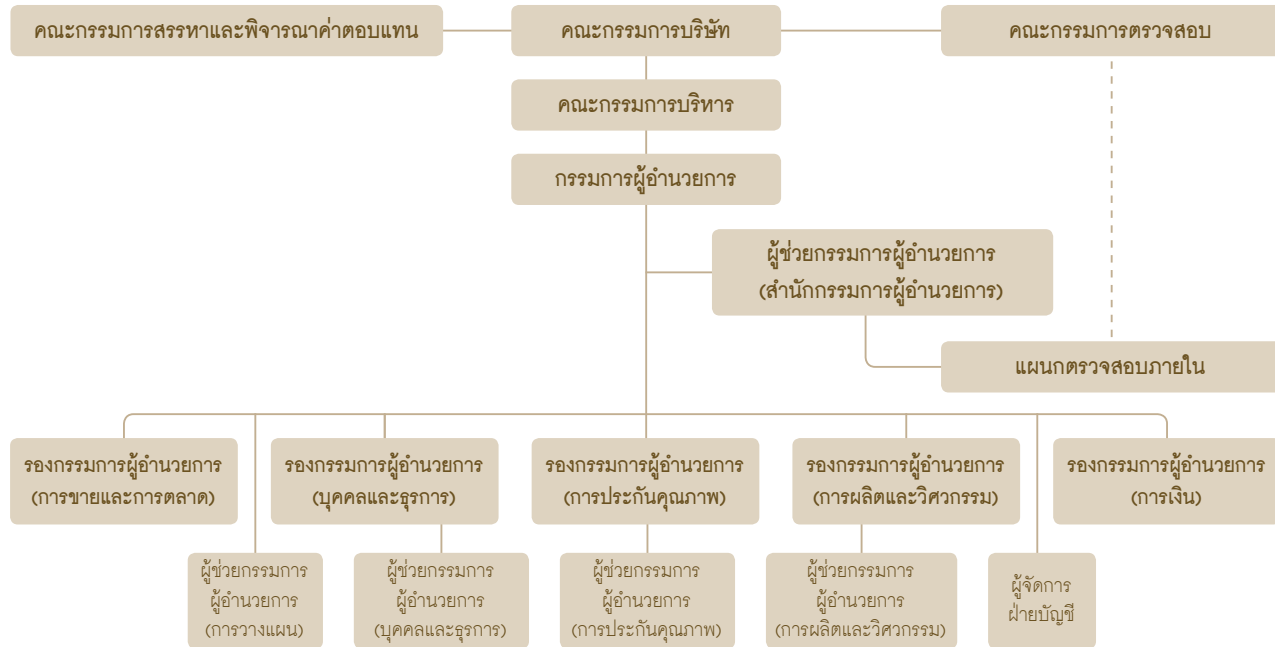 คณะกรรมการสรรหาและพิจารณาค่าตอบแทน
คณะกรรมการบริษัท
คณะกรรมการตรวจสอบ
คณะกรรมการบริหาร
กรรมการผู้อำนวยการ
ผู้ช่วยกรรมการผู้อำนวยการ
(สำนักกรรมการผู้อำนวยการ)
แผนกตรวจสอบภายใน
รองกรรมการผู้อำนวยการ
(การขายและการตลาด)
รองกรรมการผู้อำนวยการ
(บุคคลและธุรการ)
รองกรรมการผู้อำนวยการ
(การประกันคุณภาพ)
รองกรรมการผู้อำนวยการ
(การผลิตและวิศวกรรม)
รองกรรมการผู้อำนวยการ
(การเงิน)
ผู้ช่วยกรรมการ
ผู้อำนวยการ
(การวางแผน)
ผู้ช่วยกรรมการ
ผู้อำนวยการ
(บุคคลและธุรการ)
ผู้ช่วยกรรมการ
ผู้อำนวยการ
(การประกันคุณภาพ)
ผู้ช่วยกรรมการ
ผู้อำนวยการ
(การผลิตและวิศวกรรม)
ผู้จัดการ
ฝ่ายบัญชี